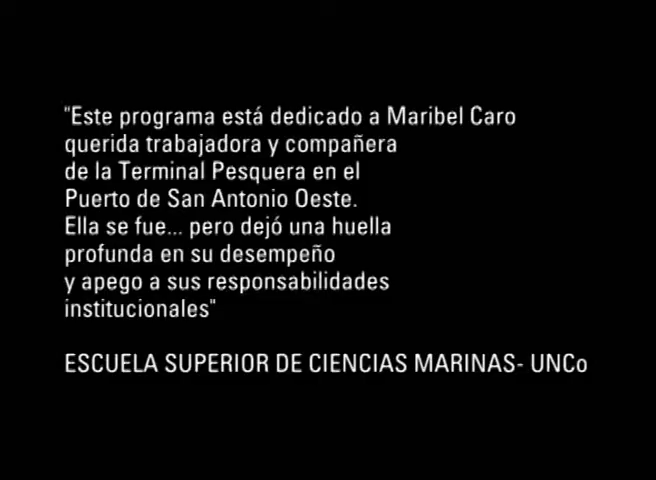 "Este programa está dedicado a Maribel Caro
querida trabajadora y compañera
de la Terminal Pesquera en el
Puerto de San Antonio Oeste.
Ella se fue... pero dejó una huella
profunda en su desempeño
y apego a sus responsabilidades
institucionales"
ESCUELA SUPERIOR DE CIENCIAS MARINAS- UNCo